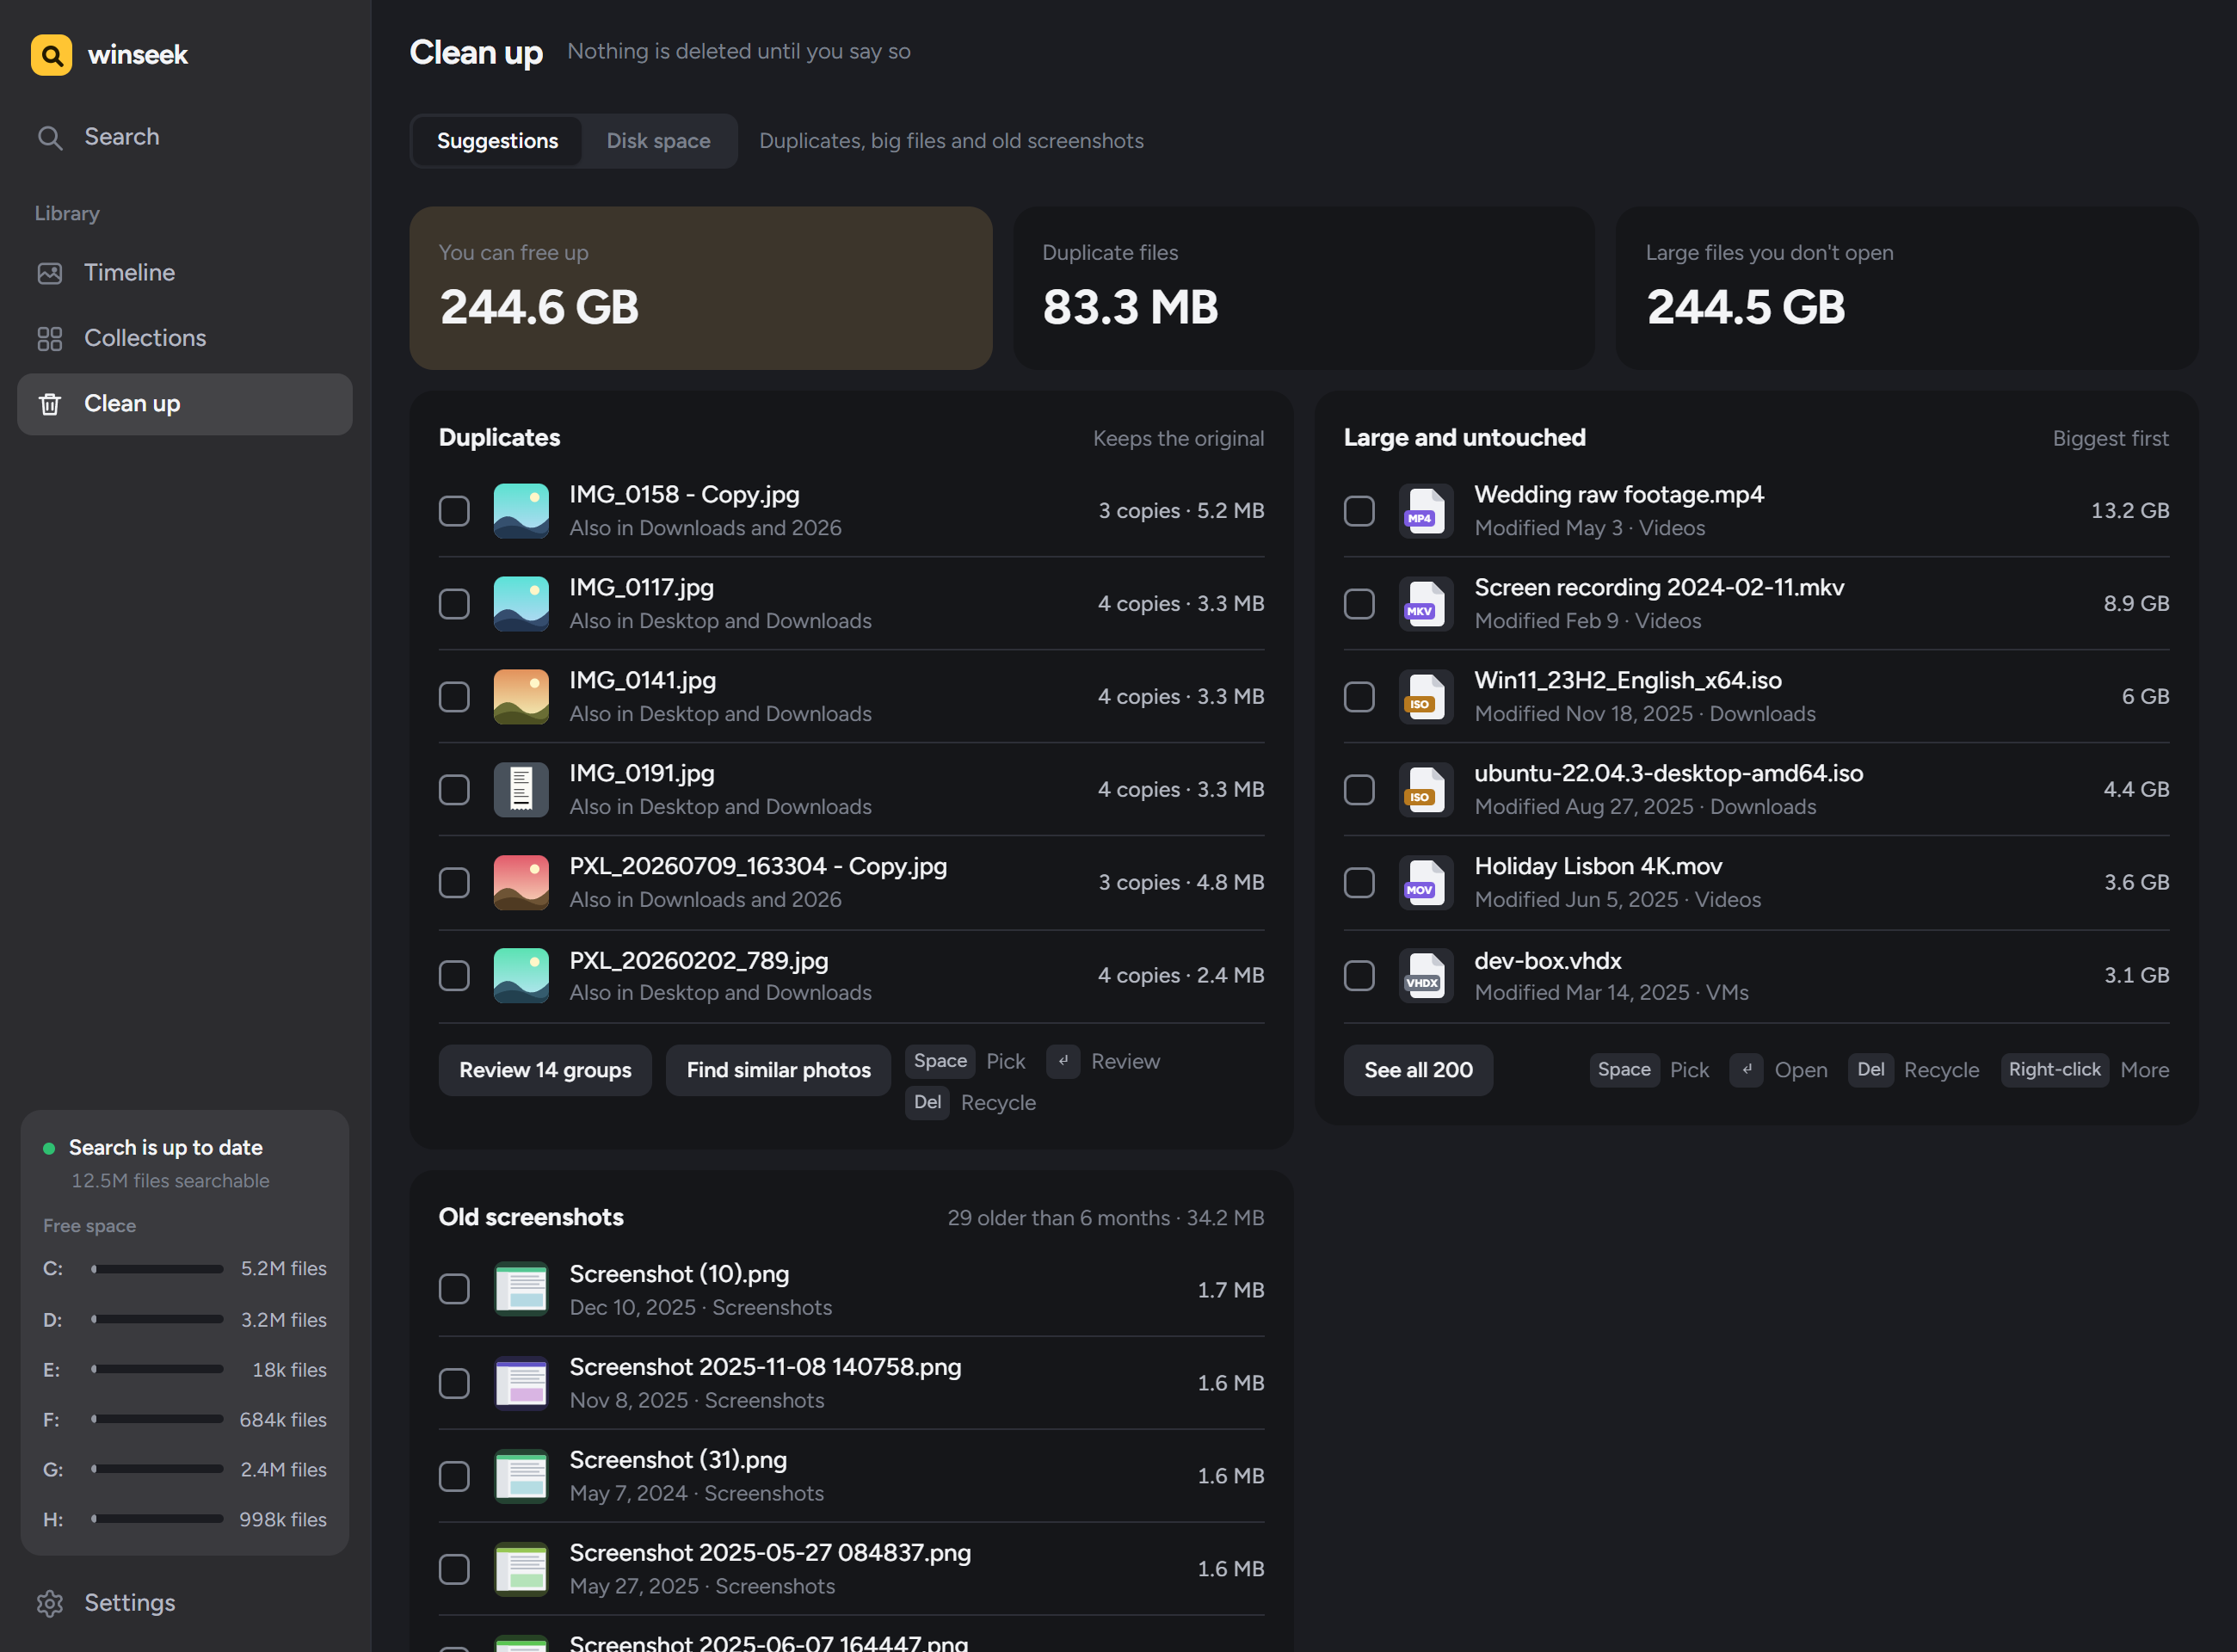 winseek
Search
Library
Timeline
Collections
Clean up
Search is up to date
12.5M files searchable
Free space
C: 5.2M files
D: 3.2M files
E: 18k files
F: 684k files
G: 2.4M files
H: 998k files
Settings
Clean up Nothing is deleted until you say so
Suggestions Disk space Duplicates, big files and old screenshots
You can free up
244.6 GB
Duplicate files
83.3 MB
Large files you don't open
244.5 GB
Duplicates Keeps the original
IMG_0158 - Copy.jpg
Also in Downloads and 2026
3 copies · 5.2 MB
IMG_0117.jpg
Also in Desktop and Downloads
4 copies · 3.3 MB
IMG_0141.jpg
Also in Desktop and Downloads
4 copies · 3.3 MB
IMG_0191.jpg
Also in Desktop and Downloads
4 copies · 3.3 MB
PXL_20260709_163304 - Copy.jpg
Also in Downloads and 2026
3 copies · 4.8 MB
PXL_20260202_789.jpg
Also in Desktop and Downloads
4 copies · 2.4 MB
Review 14 groups Find similar photos Space Pick ↵ Review
Del Recycle
Large and untouched Biggest first
MP4
Wedding raw footage.mp4
Modified May 3 · Videos
13.2 GB
MKV
Screen recording 2024-02-11.mkv
Modified Feb 9 · Videos
8.9 GB
ISO
Win11_23H2_English_x64.iso
Modified Nov 18, 2025 · Downloads
6 GB
ISO
ubuntu-22.04.3-desktop-amd64.iso
Modified Aug 27, 2025 · Downloads
4.4 GB
MOV
Holiday Lisbon 4K.mov
Modified Jun 5, 2025 · Videos
3.6 GB
VHDX
dev-box.vhdx
Modified Mar 14, 2025 · VMs
3.1 GB
See all 200 Space Pick ↵ Open Del Recycle Right-click More
Old screenshots 29 older than 6 months · 34.2 MB
Screenshot (10).png
Dec 10, 2025 · Screenshots
1.7 MB
Screenshot 2025-11-08 140758.png
Nov 8, 2025 · Screenshots
1.6 MB
Screenshot (31).png
May 7, 2024 · Screenshots
1.6 MB
Screenshot 2025-05-27 084837.png
May 27, 2025 · Screenshots
1.6 MB
Screenshot 2025-06-07 164447.png